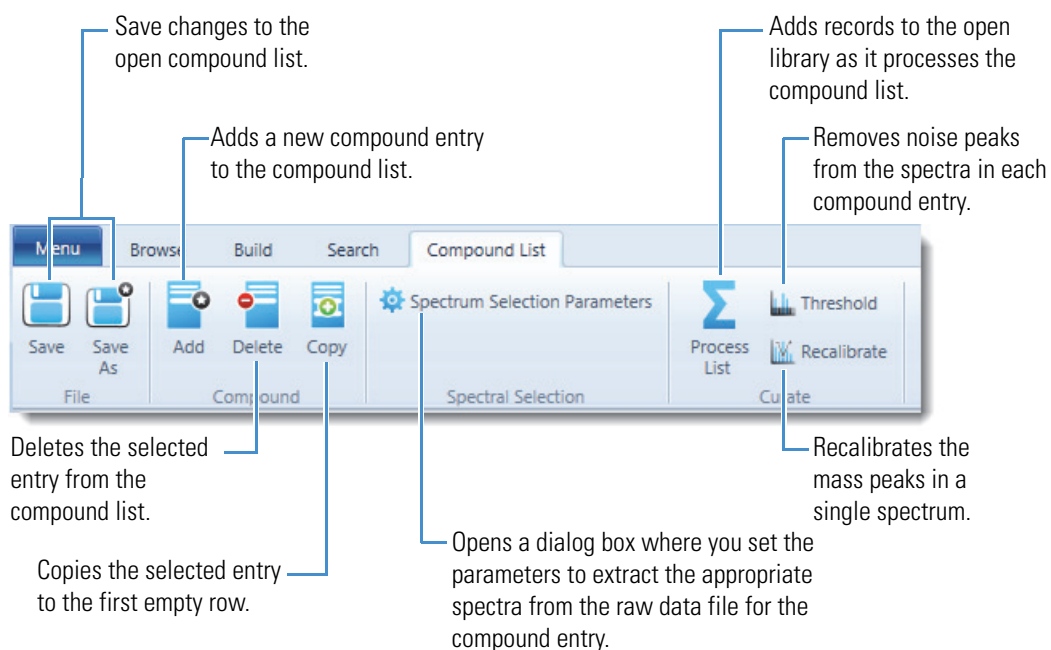 Save changes to the
open compound list.
Adds records to the open
library as it processes the
compound list.
Adds a new compound entry
to the compound list.
Removes noise peaks
from the spectra in each
compound entry.
Menu Browse Build Search Compound List
Spectrum Selection Parameters
Threshold
Save Save As Add Delete Copy
Process List
Recalibrate
File Compound Spectral Selection Curate
Deletes the selected
entry from the
compound list.
Recalibrates the
mass peaks in a
single spectrum.
Copies the selected entry
to the first empty row.
Opens a dialog box where you set the
parameters to extract the appropriate
spectra from the raw data file for the
compound entry.